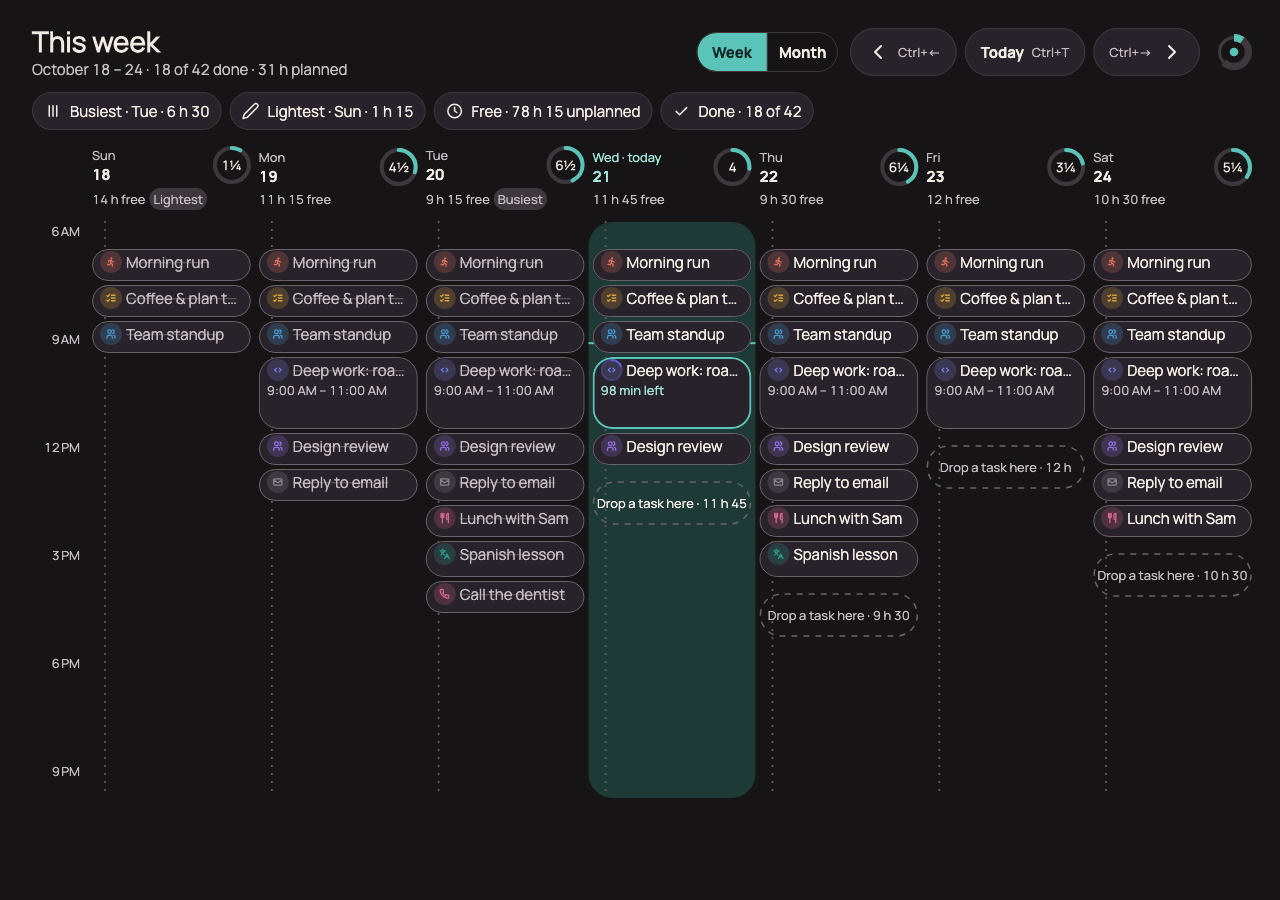 This week
October 18 – 24 · 18 of 42 done · 31 h planned
Week Month Ctrl+← Today Ctrl+T Ctrl+→
Busiest · Tue · 6 h 30 Lightest · Sun · 1 h 15 Free · 78 h 15 unplanned Done · 18 of 42
Sun 18 1¼
14 h free Lightest
Mon 19 4½
11 h 15 free
Tue 20 6½
9 h 15 free Busiest
Wed · today 21 4
11 h 45 free
Thu 22 6¼
9 h 30 free
Fri 23 3¼
12 h free
Sat 24 5¼
10 h 30 free
6 AM
9 AM
12 PM
3 PM
6 PM
9 PM
Morning run
Coffee & plan t...
Team standup
Morning run
Coffee & plan t...
Team standup
Deep work: roa...
9:00 AM – 11:00 AM
Design review
Reply to email
Morning run
Coffee & plan t...
Team standup
Deep work: roa...
9:00 AM – 11:00 AM
Design review
Reply to email
Lunch with Sam
Spanish lesson
Call the dentist
Morning run
Coffee & plan t...
Team standup
Deep work: roa...
98 min left
Design review
Drop a task here · 11 h 45
Morning run
Coffee & plan t...
Team standup
Deep work: roa...
9:00 AM – 11:00 AM
Design review
Reply to email
Lunch with Sam
Spanish lesson
Drop a task here · 9 h 30
Morning run
Coffee & plan t...
Team standup
Deep work: roa...
9:00 AM – 11:00 AM
Drop a task here · 12 h
Morning run
Coffee & plan t...
Team standup
Deep work: roa...
9:00 AM – 11:00 AM
Design review
Reply to email
Lunch with Sam
Drop a task here · 10 h 30